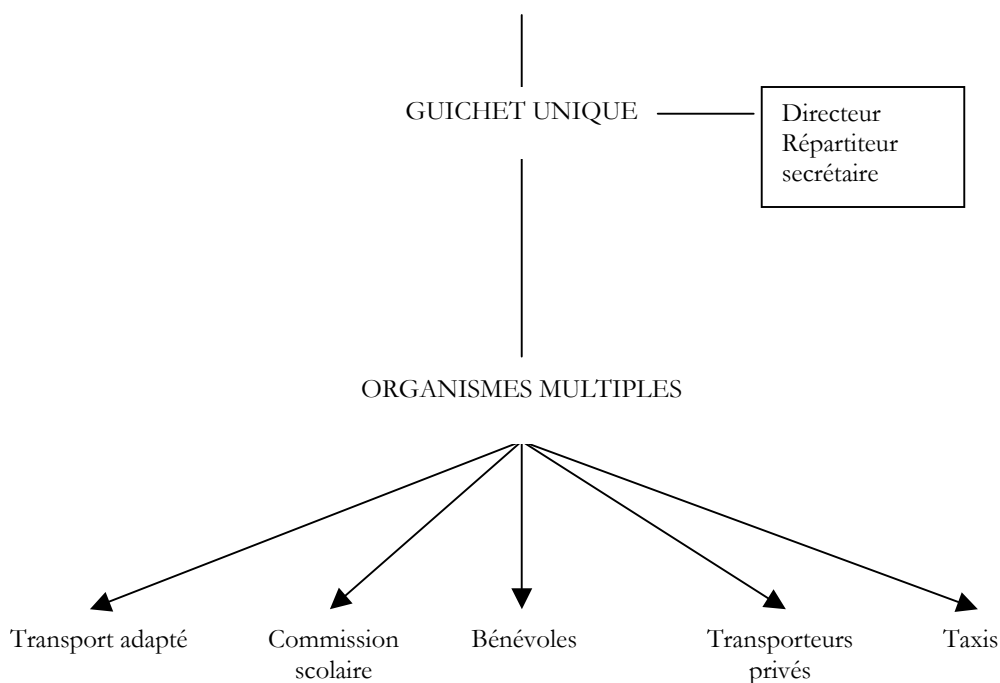 GUICHET UNIQUE
Directeur
Répartiteur
secrétaire
ORGANISMES MULTIPLES
Transport adapté
Commission
scolaire
Bénévoles
Transporteurs
privés
Taxis